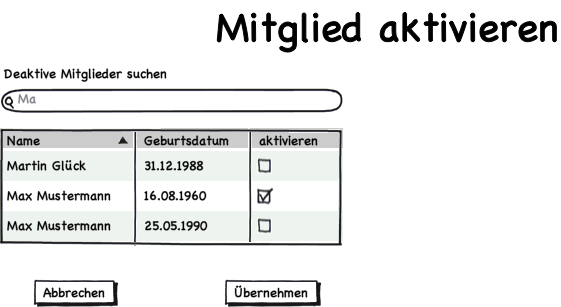 Mitglied aktivieren
Deaktive Mitglieder suchen
Ma
Name Geburtsdatum aktivieren
Martin Glück 31.12.1988
Max Mustermann 16.08.1960
Max Mustermann 25.05.1990
Abbrechen Übernehmen